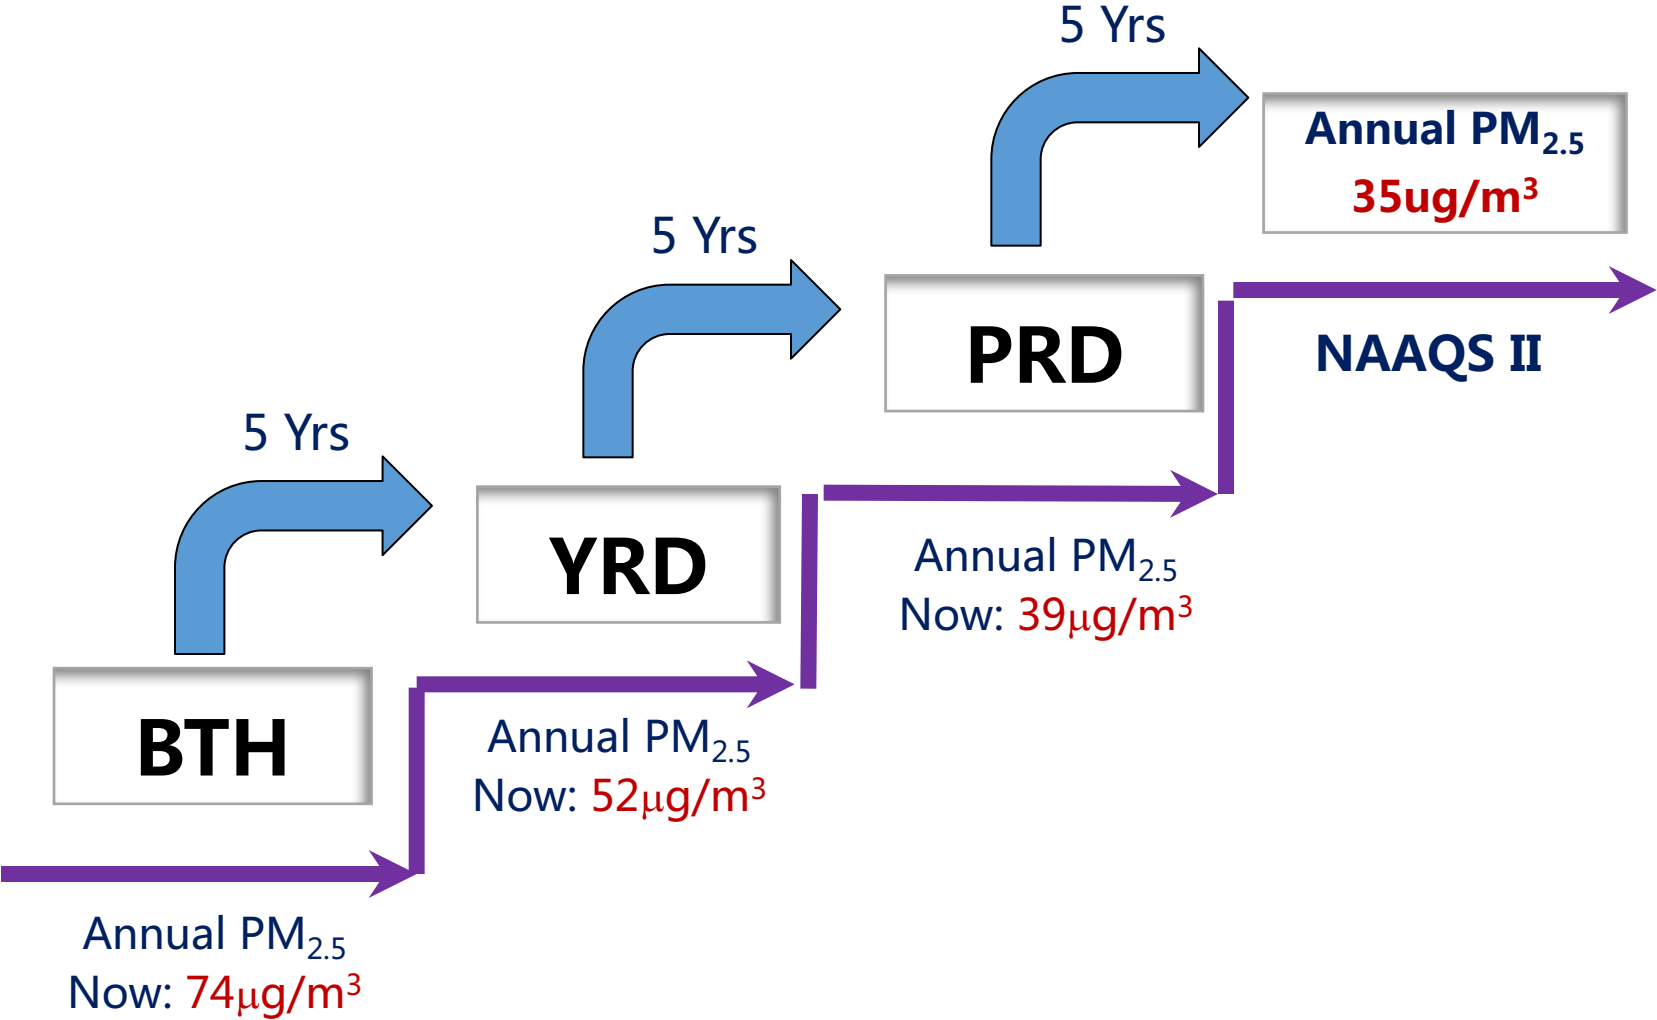 5 Yrs
Annual PM2.5
35ug/m³
5 Yrs
PRD
NAAQS II
5 Yrs
YRD
Annual PM2.5
Now: 39μg/m³
BTH
Annual PM2.5
Now: 52μg/m³
Annual PM2.5
Now: 74μg/m³